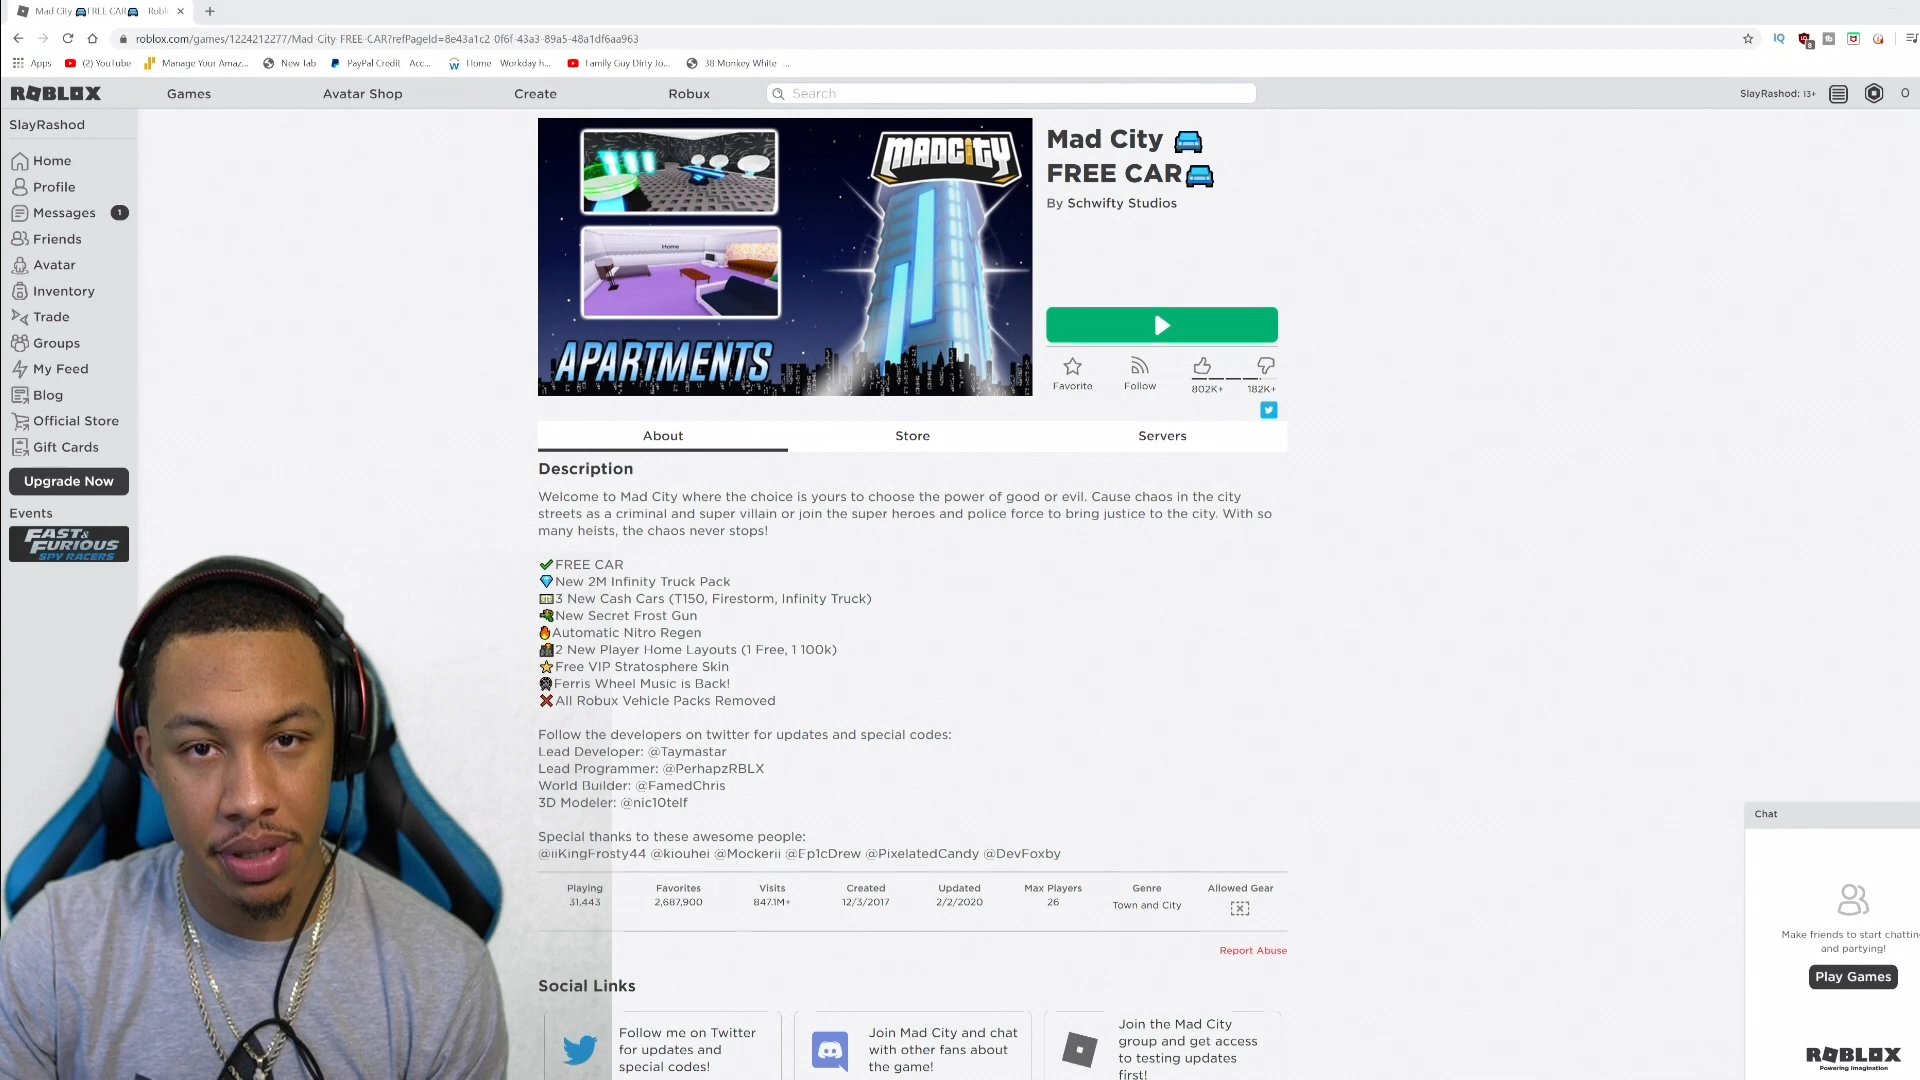 Mad City FREE CAR Robl
roblox.com/games/1224212277/Mad-City-FREE-CAR?refPageId=8e43a1c2-0f6f-43a3-89a5-48a1df6aa963
Apps
(2) YouTube
Manage Your Amaz...
New Tab
PayPal Credit Acc...
Home Workday h...
Family Guy Dirty Jo...
38 Monkey White ...
ROBLOX
Games
Avatar Shop
Create
Robux
Search
SlayRashod: 13+
0
SlayRashod
Home
Profile
Messages 1
Friends
Avatar
Inventory
Trade
Groups
My Feed
Blog
Official Store
Gift Cards
Upgrade Now
Events
FAST & FURIOUS
SPY RACERS
MADCITY
Home
APARTMENTS
Mad City 🚙
FREE CAR🚙
By Schwifty Studios
Favorite
Follow
802K+
182K+
About
Store
Servers
Description
Welcome to Mad City where the choice is yours to choose the power of good or evil. Cause chaos in the city
streets as a criminal and super villain or join the super heroes and police force to bring justice to the city. With so
many heists, the chaos never stops!
✔FREE CAR
💎New 2M Infinity Truck Pack
💵3 New Cash Cars (T150, Firestorm, Infinity Truck)
🔫New Secret Frost Gun
🔥Automatic Nitro Regen
2 New Player Home Layouts (1 Free, 1 100k)
⭐Free VIP Stratosphere Skin
🎡Ferris Wheel Music is Back!
❌All Robux Vehicle Packs Removed
Follow the developers on twitter for updates and special codes:
Lead Developer: @Taymastar
Lead Programmer: @PerhapzRBLX
World Builder: @FamedChris
3D Modeler: @nic10telf
Special thanks to these awesome people:
@iiKingFrosty44 @kiouhei @Mockerii @Ep1cDrew @PixelatedCandy @DevFoxby
Playing Favorites Visits Created Updated Max Players Genre Allowed Gear
31,443 2,687,900 847.1M+ 12/3/2017 2/2/2020 26 Town and City
Report Abuse
Social Links
Follow me on Twitter
for updates and
special codes!
Join Mad City and chat
with other fans about
the game!
Join the Mad City
group and get access
to testing updates
first!
Chat
Make friends to start chattin
and partying!
Play Games
ROBLOX
Powering Imagination